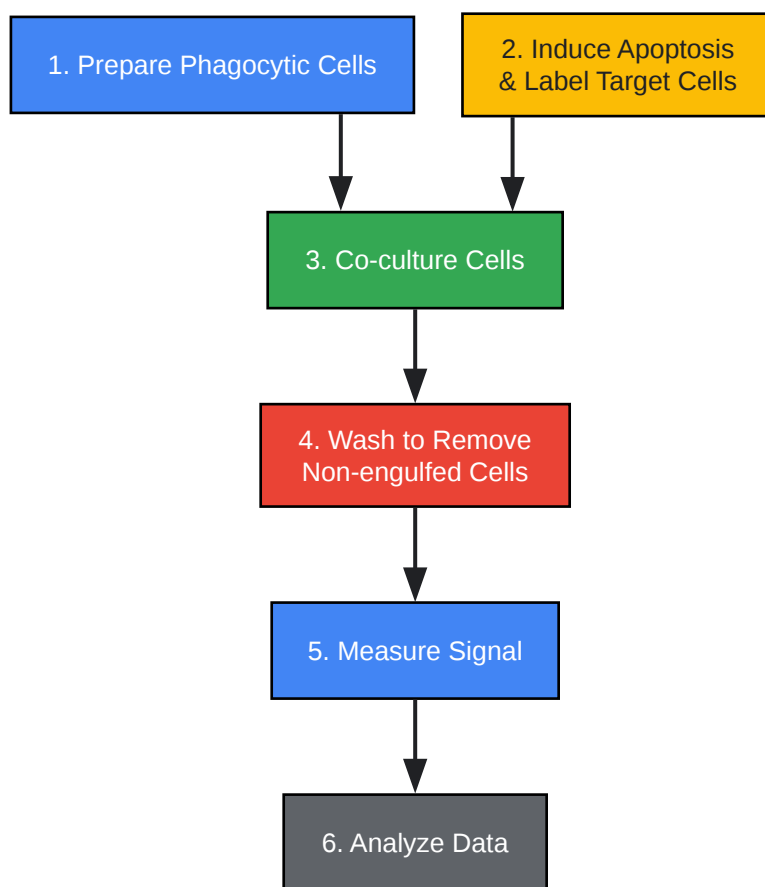 1. Prepare Phagocytic Cells
2. Induce Apoptosis
& Label Target Cells
3. Co-culture Cells
4. Wash to Remove
Non-engulfed Cells
5. Measure Signal
6. Analyze Data